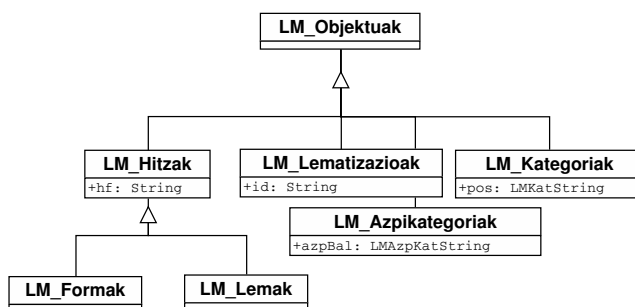 LM_Objektuak
LM_Hitzak
+hf: String
LM_Lematizazioak
+id: String
LM_Kategoriak
+pos: LMKatString
LM_Azpikategoriak
+azpBal: LMAzpKatString
LM_Formak
LM_Lemak